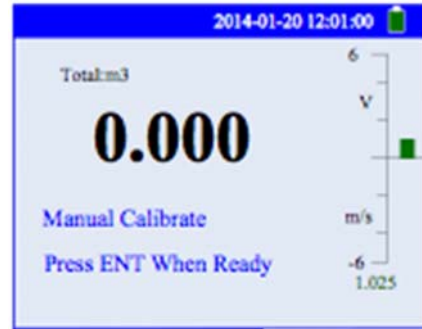 2014-01-20 12:01:00
6
Total:m3
V
0.000
Manual Calibrate
m/s
Press ENT When Ready
-6
1.025